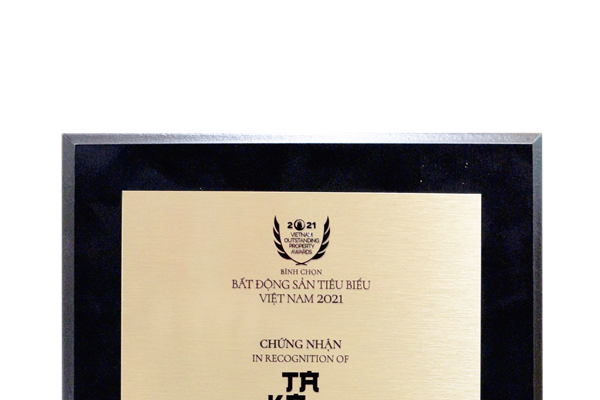 2021
VIETNAM
OUTSTANDING
PROPERTY
AWARDS
BÌNH CHỌN
BẤT ĐỘNG SẢN TIÊU BIỂU
VIỆT NAM 2021
CHỨNG NHẬN
IN RECOGNITION OF
TA